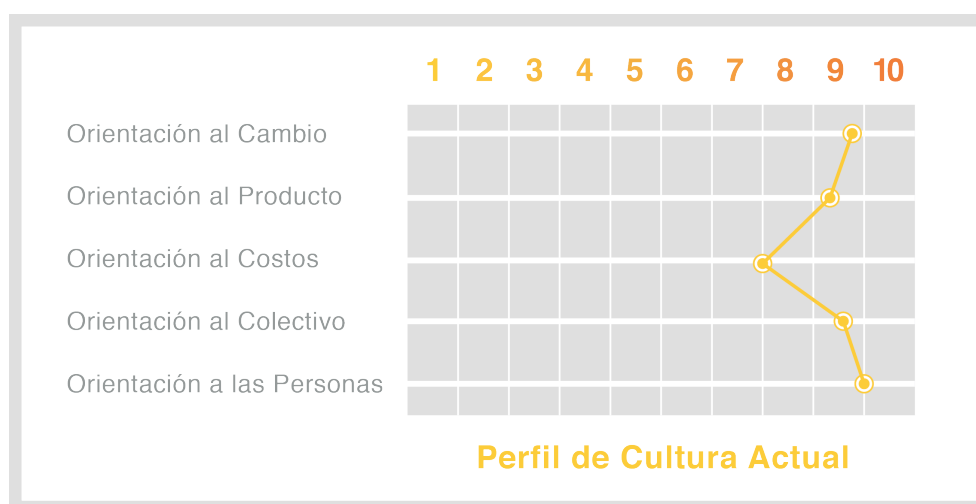 1 2 3 4 5 6 7 8 9 10
Orientación al Cambio
Orientación al Producto
Orientación al Costos
Orientación al Colectivo
Orientación a las Personas
Perfil de Cultura Actual